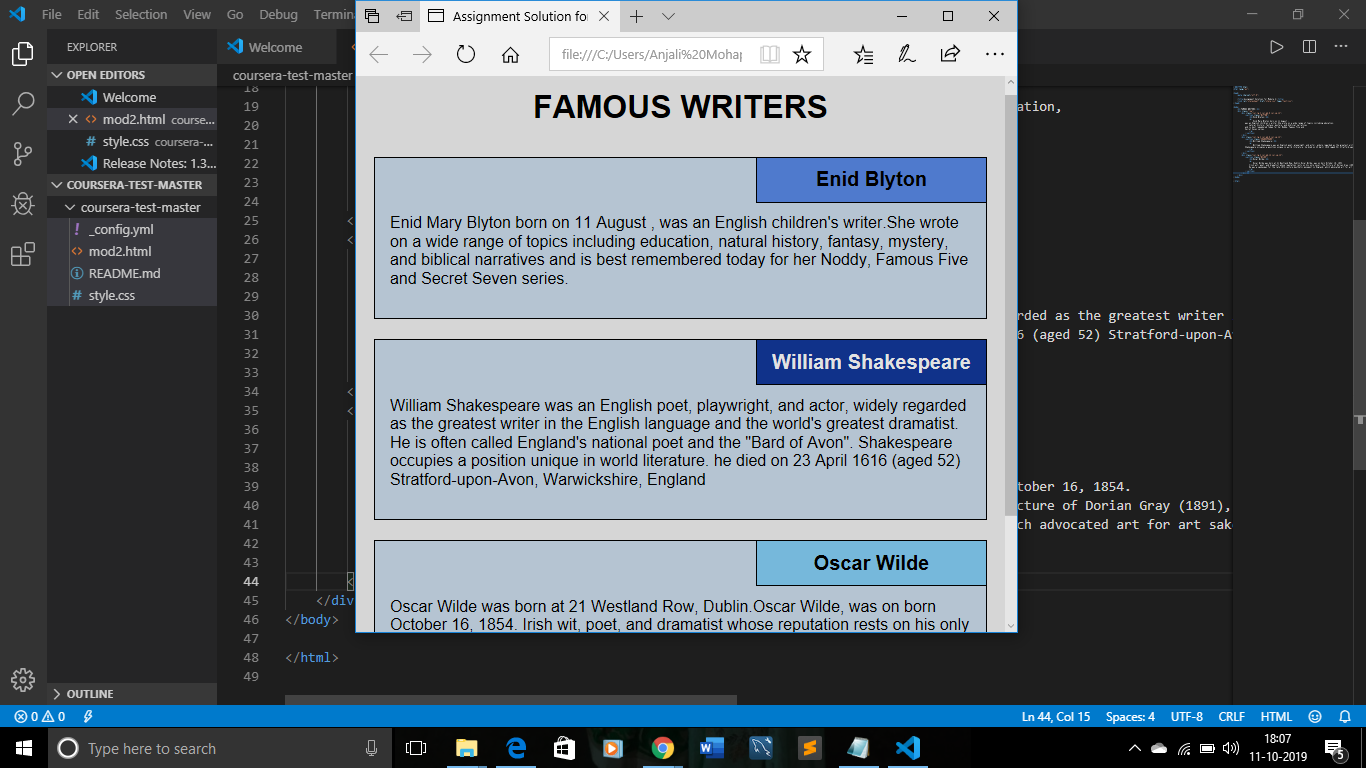 File Edit Selection View Go Debug Termin
Assignment Solution fo
file:///C:/Users/Anjali%20Mohap
EXPLORER
OPEN EDITORS
Welcome
mod2.html course...
style.css coursera-...
Release Notes: 1.3...
COURSERA-TEST-MASTER
coursera-test-master
_config.yml
mod2.html
README.md
style.css
OUTLINE
Welcome
coursera-test-master
18
19 ation,
20
21
22
23
24
25 <
26 <
27
28
29
30 rded as the greatest writer
31 6 (aged 52) Stratford-upon-Av
32
33
34 <
35 <
36
37
38
39 tober 16, 1854.
40 cture of Dorian Gray (1891),
41 ch advocated art for art sak
42
43
44 <
45 </div
46 </body>
47
48 </html>
49
FAMOUS WRITERS
Enid Blyton
Enid Mary Blyton born on 11 August , was an English children's writer.She wrote
on a wide range of topics including education, natural history, fantasy, mystery,
and biblical narratives and is best remembered today for her Noddy, Famous Five
and Secret Seven series.
William Shakespeare
William Shakespeare was an English poet, playwright, and actor, widely regarded
as the greatest writer in the English language and the world's greatest dramatist.
He is often called England's national poet and the "Bard of Avon". Shakespeare
occupies a position unique in world literature. he died on 23 April 1616 (aged 52)
Stratford-upon-Avon, Warwickshire, England
Oscar Wilde
Oscar Wilde was born at 21 Westland Row, Dublin.Oscar Wilde, was on born
October 16, 1854. Irish wit, poet, and dramatist whose reputation rests on his only
0 0
Ln 44, Col 15 Spaces: 4 UTF-8 CRLF HTML
Type here to search
18:07
11-10-2019
5